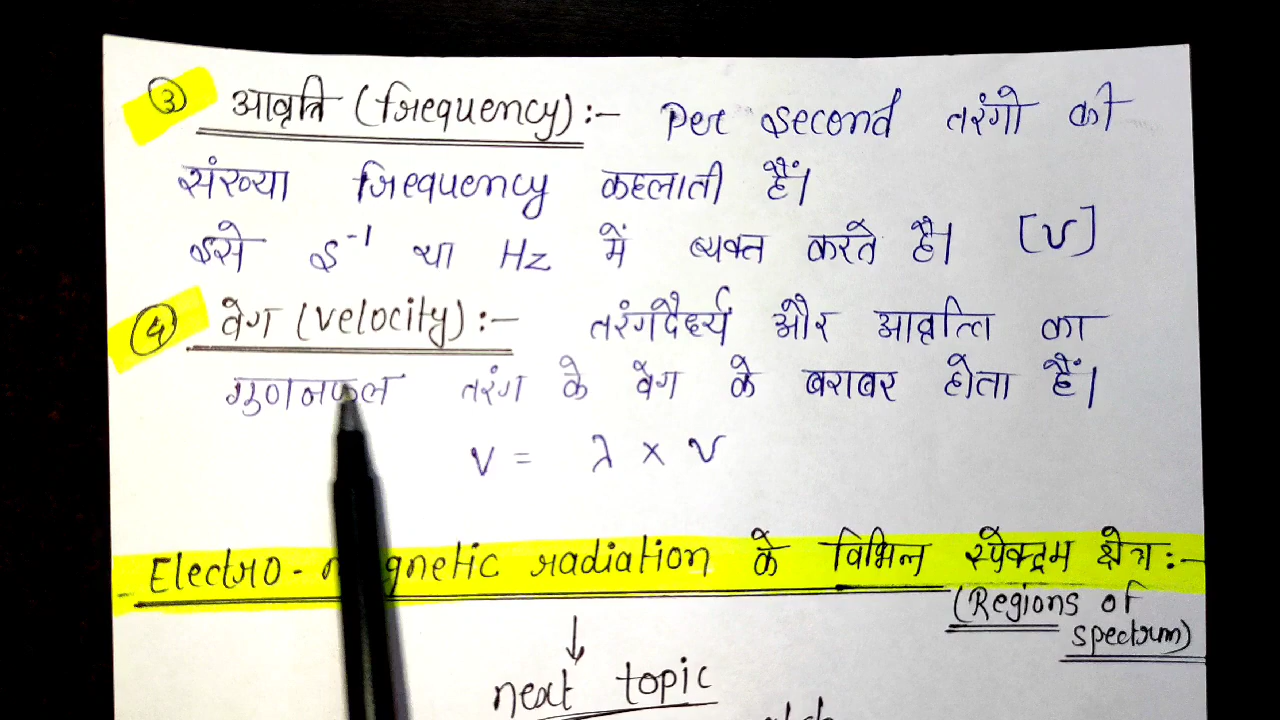 ③ आवृत्ति (frequency) :- Per second तरंगो की
संख्या frequency कहलाती हैं।
इसे s⁻¹ या Hz में व्यक्त करते है। [ν]
④ वेग (velocity) :- तरंगदैर्ध्य और आवृत्ति का
गुणनफल तरंग के वेग के बराबर होता हैं।
v = λ × ν
Electro-magnetic radiation के विभिन्न स्पेक्ट्रम क्षेत्र :-
(Regions of
spectrum)
↓
next topic